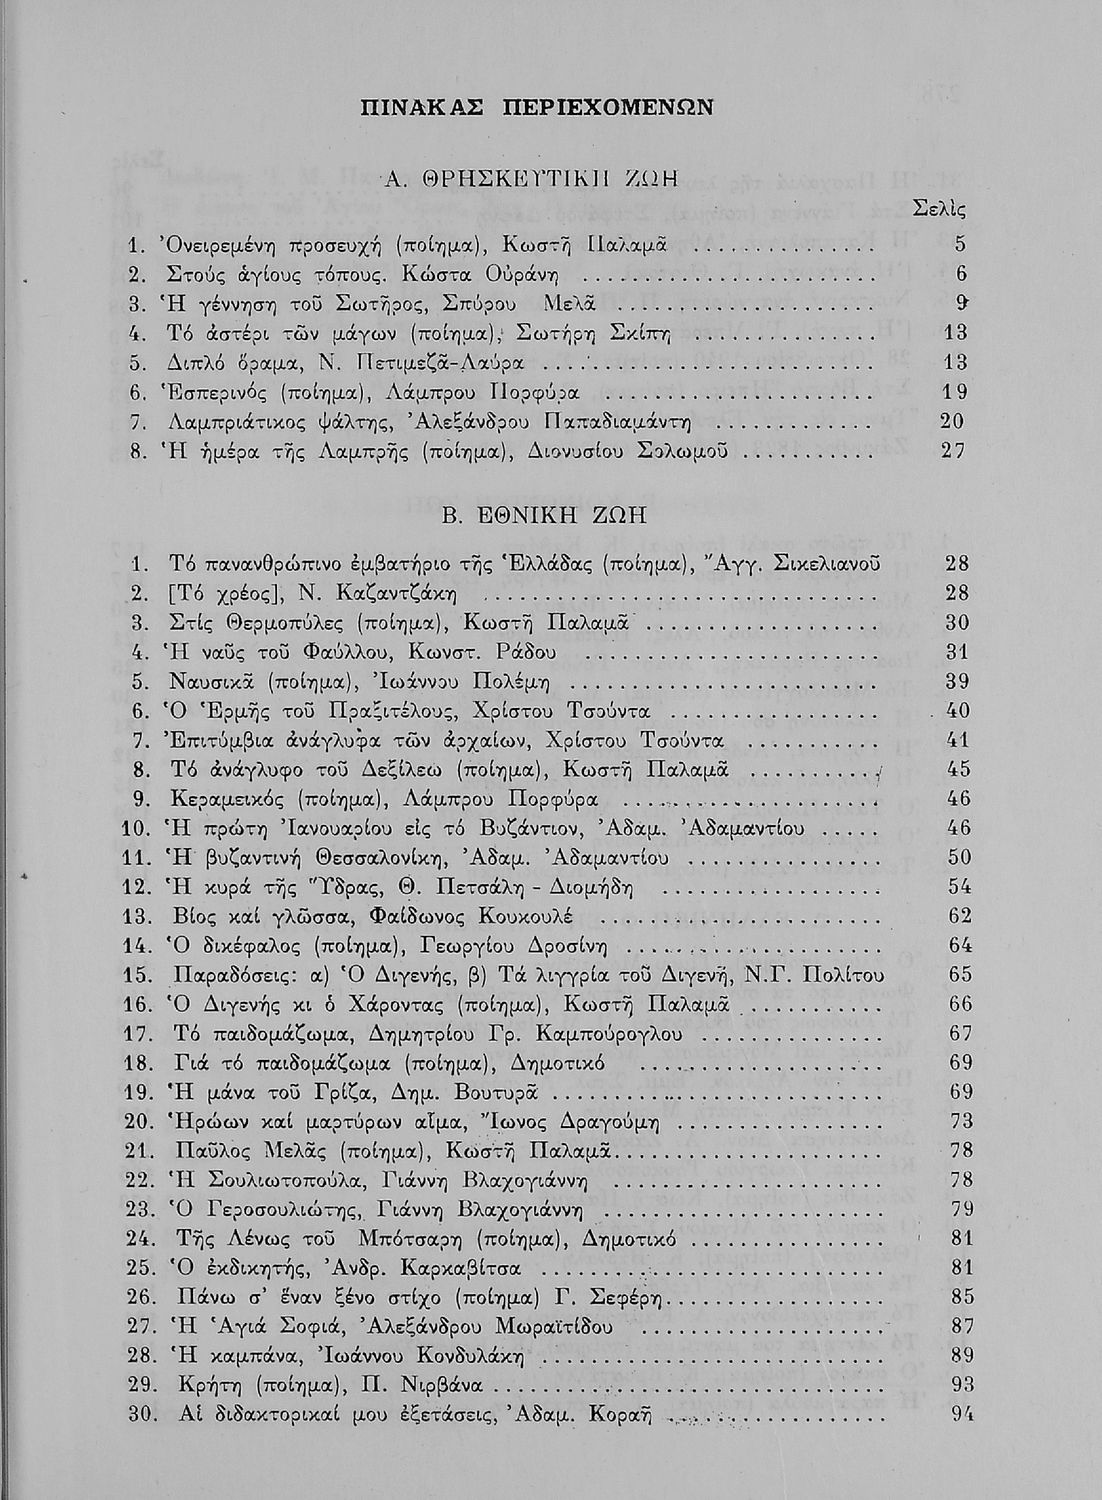 ΠΙΝΑΚΑΣ ΠΕΡΙΕΧΟΜΕΝΩΝ
Α. ΘΡΗΣΚΕΥΤΙΚΗ ΖΩΗ
Σελὶς
1. Ὀνειρεμένη προσευχή (ποίημα), Κωστῆ Παλαμᾶ .............. 5
2. Στούς ἁγίους τόπους. Κώστα Οὐράνη .............. 6
3. Ἡ γέννηση τοῦ Σωτῆρος, Σπύρου Μελᾶ .............. 9
4. Τό ἀστέρι τῶν μάγων (ποίημα), Σωτήρη Σκίπη .............. 13
5. Διπλό ὅραμα, Ν. Πετιμεζᾶ-Λαύρα .............. 13
6. Ἑσπερινός (ποίημα), Λάμπρου Πορφύρα .............. 19
7. Λαμπριάτικος ψάλτης, Ἀλεξάνδρου Παπαδιαμάντη .............. 20
8. Ἡ ἡμέρα τῆς Λαμπρῆς (ποίημα), Διονυσίου Σολωμοῦ .............. 27
Β. ΕΘΝΙΚΗ ΖΩΗ
1. Τό πανανθρώπινο ἐμβατήριο τῆς Ἑλλάδας (ποίημα), Ἄγγ. Σικελιανοῦ 28
2. [Τό χρέος], Ν. Καζαντζάκη .............. 28
3. Στίς Θερμοπύλες (ποίημα), Κωστῆ Παλαμᾶ .............. 30
4. Ἡ ναῦς τοῦ Φαύλλου, Κωνστ. Ράδου .............. 31
5. Ναυσικᾶ (ποίημα), Ἰωάννου Πολέμη .............. 39
6. Ὁ Ἑρμῆς τοῦ Πραξιτέλους, Χρίστου Τσούντα .............. 40
7. Ἐπιτύμβια ἀνάγλυφα τῶν ἀρχαίων, Χρίστου Τσούντα .............. 41
8. Τό ἀνάγλυφο τοῦ Δεξίλεω (ποίημα), Κωστῆ Παλαμᾶ .............. 45
9. Κεραμεικός (ποίημα), Λάμπρου Πορφύρα .............. 46
10. Ἡ πρώτη Ἰανουαρίου εἰς τό Βυζάντιον, Ἀδαμ. Ἀδαμαντίου ..... 46
11. Ἡ βυζαντινή Θεσσαλονίκη, Ἀδαμ. Ἀδαμαντίου .............. 50
12. Ἡ κυρά τῆς Ὕδρας, Θ. Πετσάλη - Διομήδη .............. 54
13. Βίος καί γλῶσσα, Φαίδωνος Κουκουλέ .............. 62
14. Ὁ δικέφαλος (ποίημα), Γεωργίου Δροσίνη .............. 64
15. Παραδόσεις: α) Ὁ Διγενής, β) Τά λιγγρία τοῦ Διγενῆ, Ν.Γ. Πολίτου 65
16. Ὁ Διγενής κι ὁ Χάροντας (ποίημα), Κωστῆ Παλαμᾶ .............. 66
17. Τό παιδομάζωμα, Δημητρίου Γρ. Καμπούρογλου .............. 67
18. Γιά τό παιδομάζωμα (ποίημα), Δημοτικό .............. 69
19. Ἡ μάνα τοῦ Γρίζα, Δημ. Βουτυρᾶ .............. 69
20. Ἡρώων καί μαρτύρων αἷμα, Ἴωνος Δραγούμη .............. 73
21. Παῦλος Μελᾶς (ποίημα), Κωστῆ Παλαμᾶ .............. 78
22. Ἡ Σουλιωτοπούλα, Γιάννη Βλαχογιάννη .............. 78
23. Ὁ Γεροσουλιώτης, Γιάννη Βλαχογιάννη .............. 79
24. Τῆς Λένως τοῦ Μπότσαρη (ποίημα), Δημοτικό .............. 81
25. Ὁ ἐκδικητής, Ἀνδρ. Καρκαβίτσα .............. 81
26. Πάνω σ' ἕναν ξένο στίχο (ποίημα) Γ. Σεφέρη .............. 85
27. Ἡ Ἁγιά Σοφιά, Ἀλεξάνδρου Μωραϊτίδου .............. 87
28. Ἡ καμπάνα, Ἰωάννου Κονδυλάκη .............. 89
29. Κρήτη (ποίημα), Π. Νιρβάνα .............. 93
30. Αἱ διδακτορικαί μου ἐξετάσεις, Ἀδαμ. Κοραῆ .............. 94